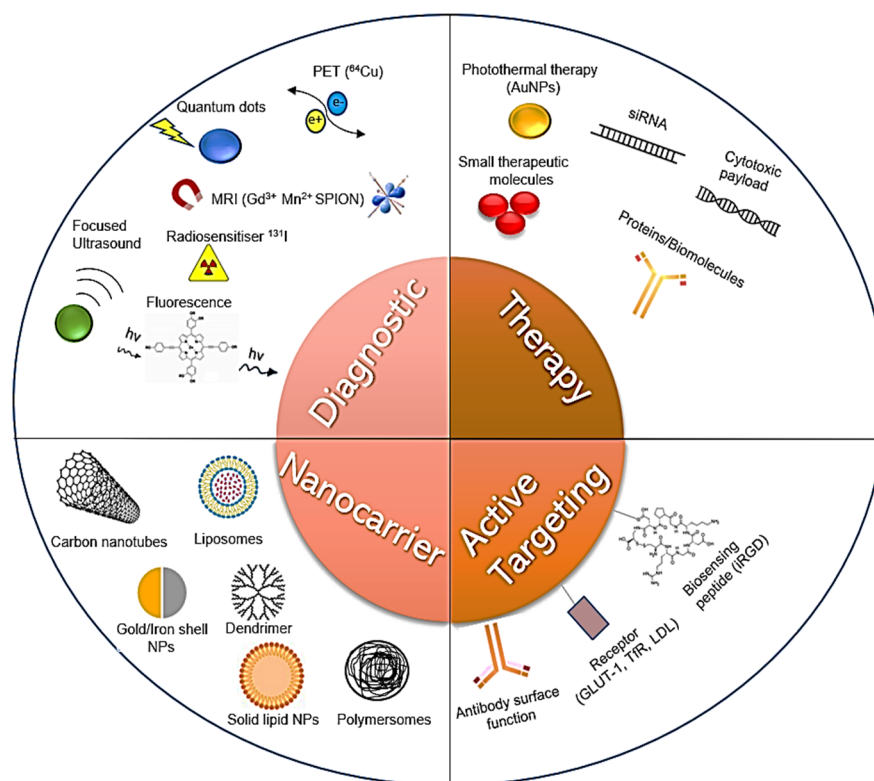 PET (⁶⁴Cu)
e-
e+
Quantum dots
MRI (Gd³⁺ Mn²⁺ SPION)
Focused
Ultrasound
Radiosensitiser ¹³¹I
Fluorescence
hv
hv
Diagnostic
Photothermal therapy
(AuNPs)
siRNA
Small therapeutic
molecules
Cytotoxic
payload
Proteins/Biomolecules
Therapy
Nanocarrier
Carbon nanotubes
Liposomes
Gold/Iron shell
NPs
Dendrimer
Solid lipid NPs
Polymersomes
Active
Targeting
Biosensing
peptide (iRGD)
Receptor
(GLUT-1, TfR, LDL)
Antibody surface
function